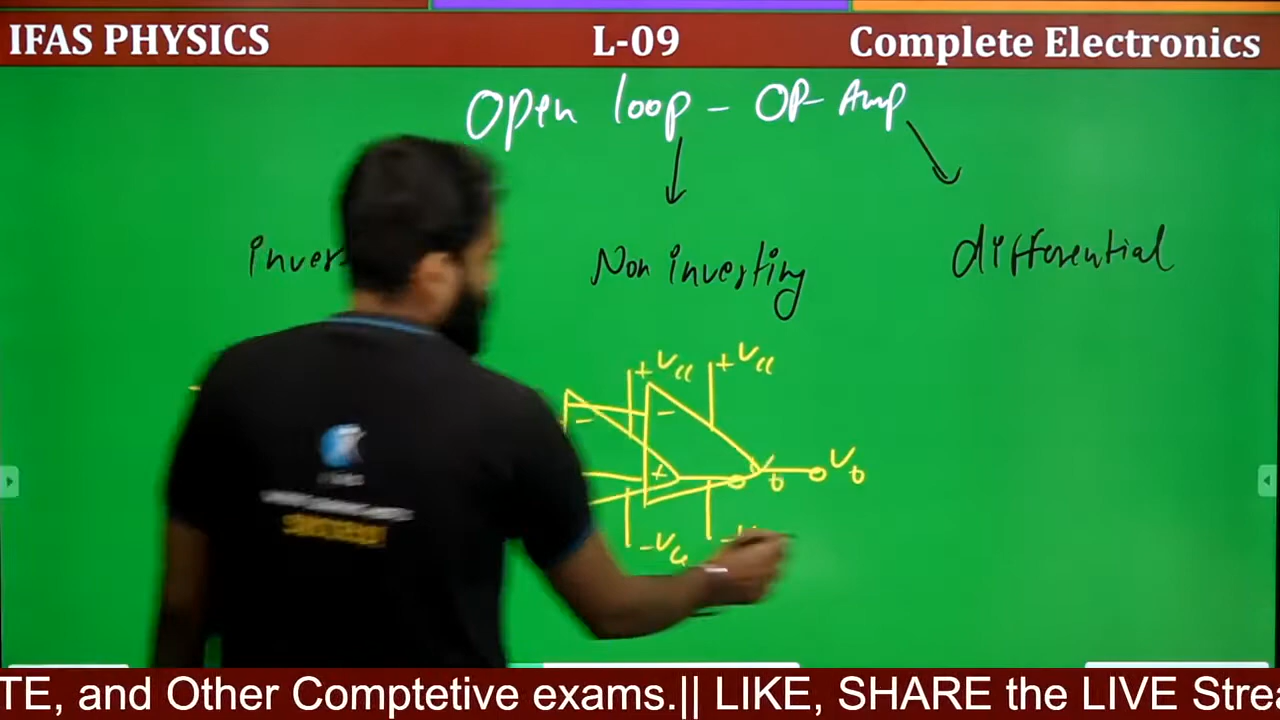 IFAS PHYSICS L-09 Complete Electronics
Open loop - OP Amp
inver
Non inverting
differential
+Vcc +Vcc
- -
+ Vo Vo
-Vcc
TE, and Other Comptetive exams.|| LIKE, SHARE the LIVE Strea